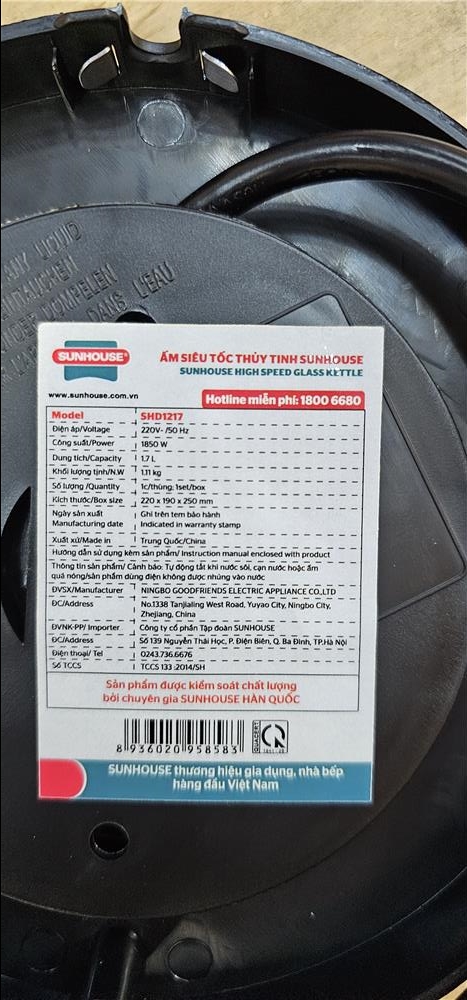 ANY LIQUID
DANS L'EAU
SUNHOUSE®
ẤM SIÊU TỐC THỦY TINH SUNHOUSE
SUNHOUSE HIGH SPEED GLASS KETTLE
www.sunhouse.com.vn
Hotline miễn phí: 1800 6680
Model SHD1217
Điện áp/Voltage 220V- /50 Hz
Công suất/Power 1850 W
Dung tích/Capacity 1,7 L
Khối lượng tịnh/N.W 1,11 kg
Số lượng /Quantity 1c/thùng; 1set/box
Kích thước/Box size 220 x 190 x 250 mm
Ngày sản xuất Ghi trên tem bảo hành
Manufacturing date Indicated in warranty stamp
Xuất xứ/Made in Trung Quốc/China
Hướng dẫn sử dụng kèm sản phẩm/ Instruction manual enclosed with product
Thông tin sản phẩm/ Cảnh báo: Tự động tắt khi nước sôi, cạn nước hoặc ấm
quá nóng/sản phẩm dùng điện không được nhúng vào nước
ĐVSX/Manufacturer NINGBO GOODFRIENDS ELECTRIC APPLIANCE CO.,LTD
ĐC/Address No.1338 Tanjialing West Road, Yuyao City, Ningbo City,
Zhejiang, China
ĐVNK-PP/ Importer Công ty cổ phần Tập đoàn SUNHOUSE
ĐC/Address Số 139 Nguyễn Thái Học, P. Điện Biên, Q. Ba Đình, TP.Hà Nội
Điện thoại/ Tel 0243.736.6676
Số TCCS TCCS 133 :2014/SH
Sản phẩm được kiểm soát chất lượng
bởi chuyên gia SUNHOUSE HÀN QUỐC
8 936020 958583
QUACERT
SUNHOUSE thương hiệu gia dụng, nhà bếp
hàng đầu Việt Nam